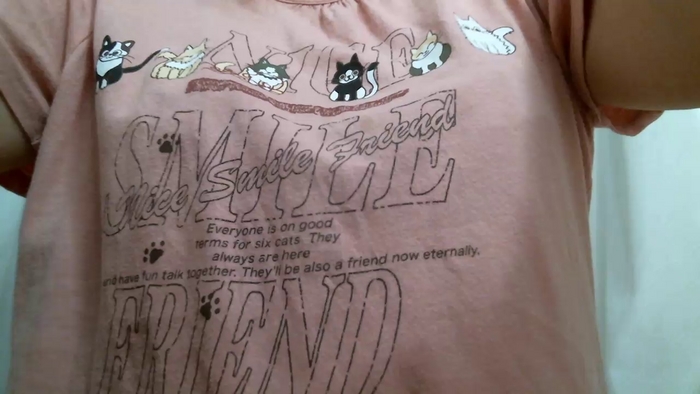 NICE
SMILE
Nice Smile Friend
Everyone is on good
terms for six cats. They
always are here
and have fun talk together. They'll be also a friend now eternally.
FRIEND